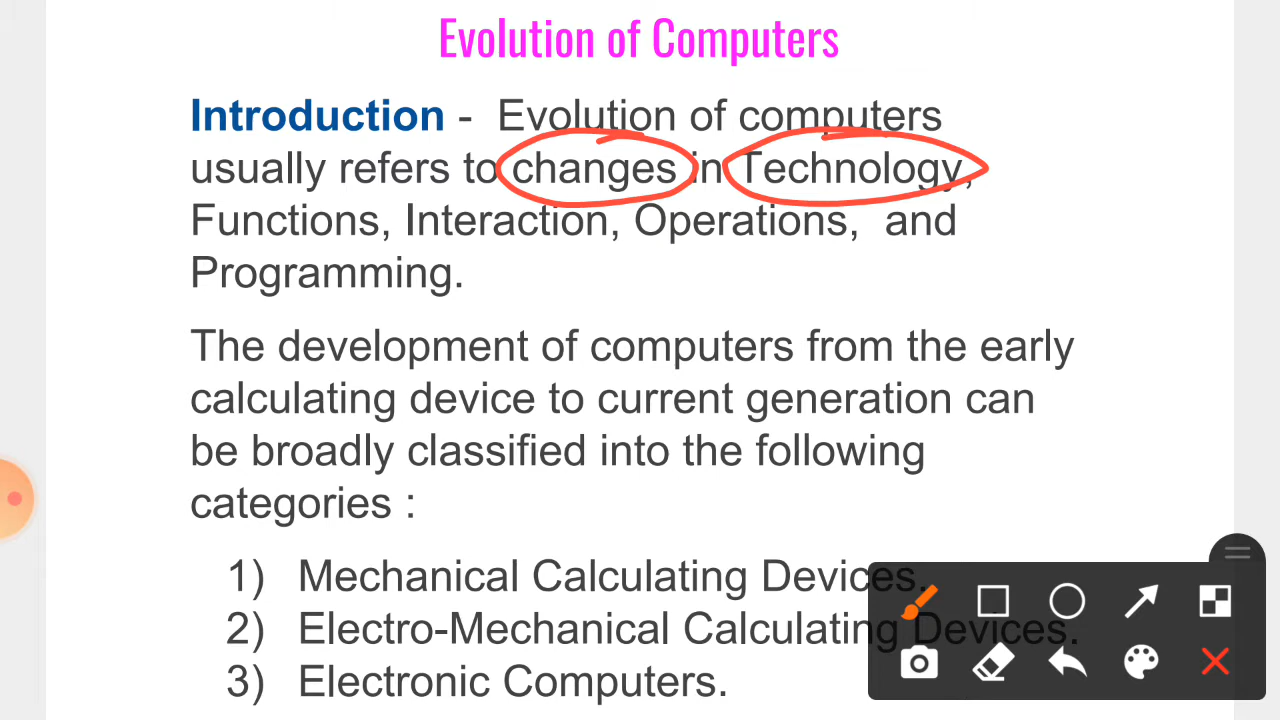 Evolution of Computers
Introduction - Evolution of computers
usually refers to changes in Technology,
Functions, Interaction, Operations, and
Programming.
The development of computers from the early
calculating device to current generation can
be broadly classified into the following
categories :
1) Mechanical Calculating Devices.
2) Electro-Mechanical Calculating Devices.
3) Electronic Computers.